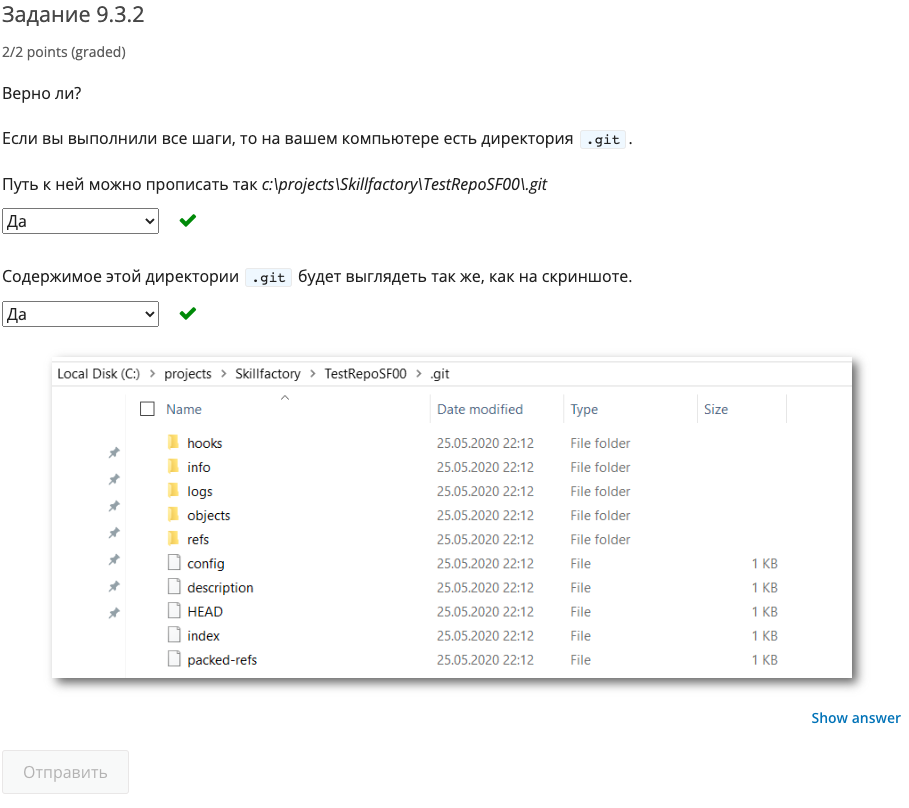 Задание 9.3.2
2/2 points (graded)
Верно ли?
Если вы выполнили все шаги, то на вашем компьютере есть директория .git .
Путь к ней можно прописать так c:\projects\Skillfactory\TestRepoSF00\.git
Да
Содержимое этой директории .git будет выглядеть так же, как на скриншоте.
Да
Local Disk (C:) > projects > Skillfactory > TestRepoSF00 > .git
Name Date modified Type Size
hooks 25.05.2020 22:12 File folder
info 25.05.2020 22:12 File folder
logs 25.05.2020 22:12 File folder
objects 25.05.2020 22:12 File folder
refs 25.05.2020 22:12 File folder
config 25.05.2020 22:12 File 1 KB
description 25.05.2020 22:12 File 1 KB
HEAD 25.05.2020 22:12 File 1 KB
index 25.05.2020 22:12 File 1 KB
packed-refs 25.05.2020 22:12 File 1 KB
Show answer
Отправить